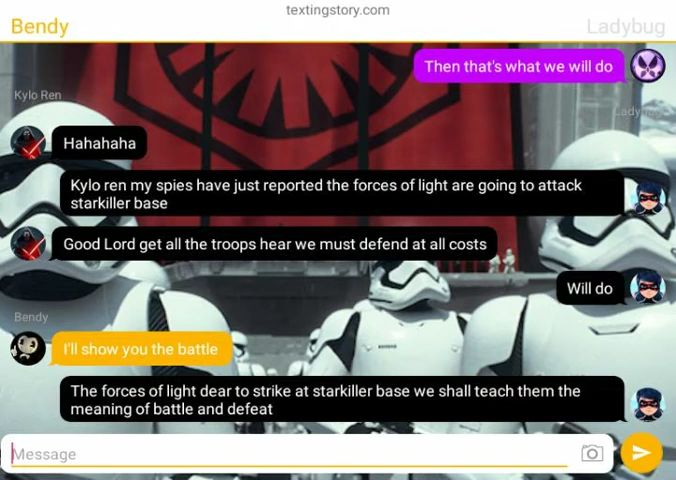 textingstory.com
Bendy
Ladybug
Then that's what we will do
Kylo Ren
Ladybug
Hahahaha
Kylo ren my spies have just reported the forces of light are going to attack
starkiller base
Good Lord get all the troops hear we must defend at all costs
Will do
Bendy
I'll show you the battle
The forces of light dear to strike at starkiller base we shall teach them the
meaning of battle and defeat
Message